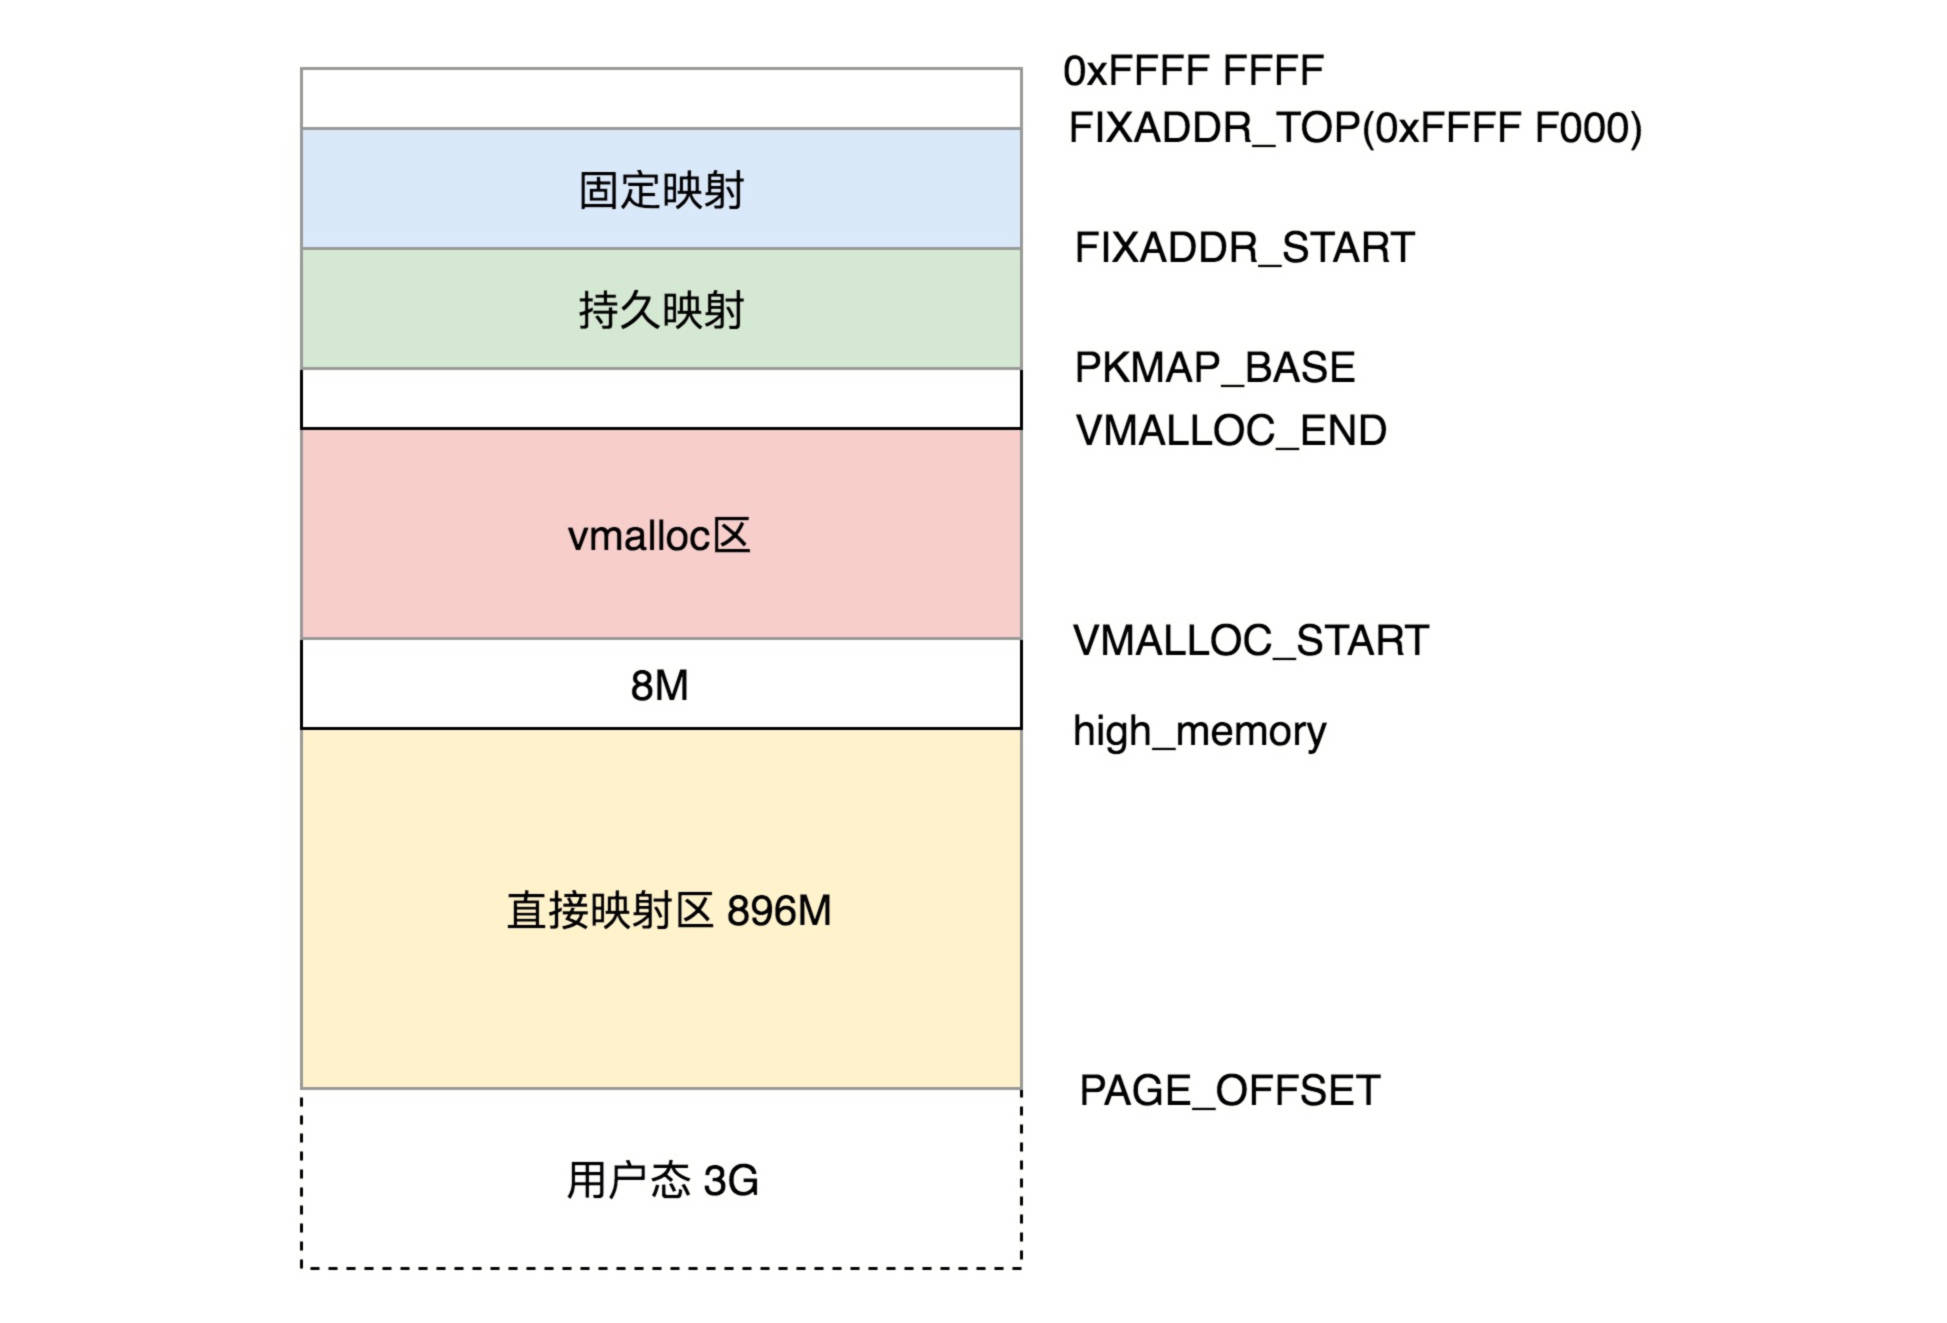 0xFFFF FFFF
FIXADDR_TOP(0xFFFF F000)
固定映射
FIXADDR_START
持久映射
PKMAP_BASE
VMALLOC_END
vmalloc区
VMALLOC_START
8M
high_memory
直接映射区 896M
PAGE_OFFSET
用户态 3G